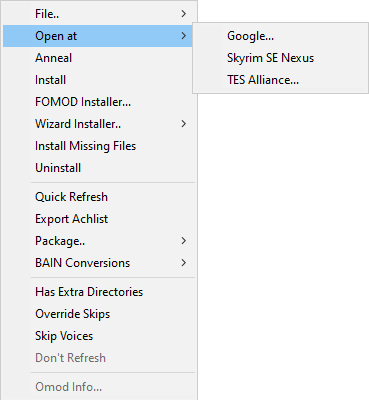 File..
Open at
Anneal
Install
FOMOD Installer...
Wizard Installer..
Install Missing Files
Uninstall
Quick Refresh
Export Achlist
Package..
BAIN Conversions
Has Extra Directories
Override Skips
Skip Voices
Don't Refresh
Omod Info...
Google...
Skyrim SE Nexus
TES Alliance...